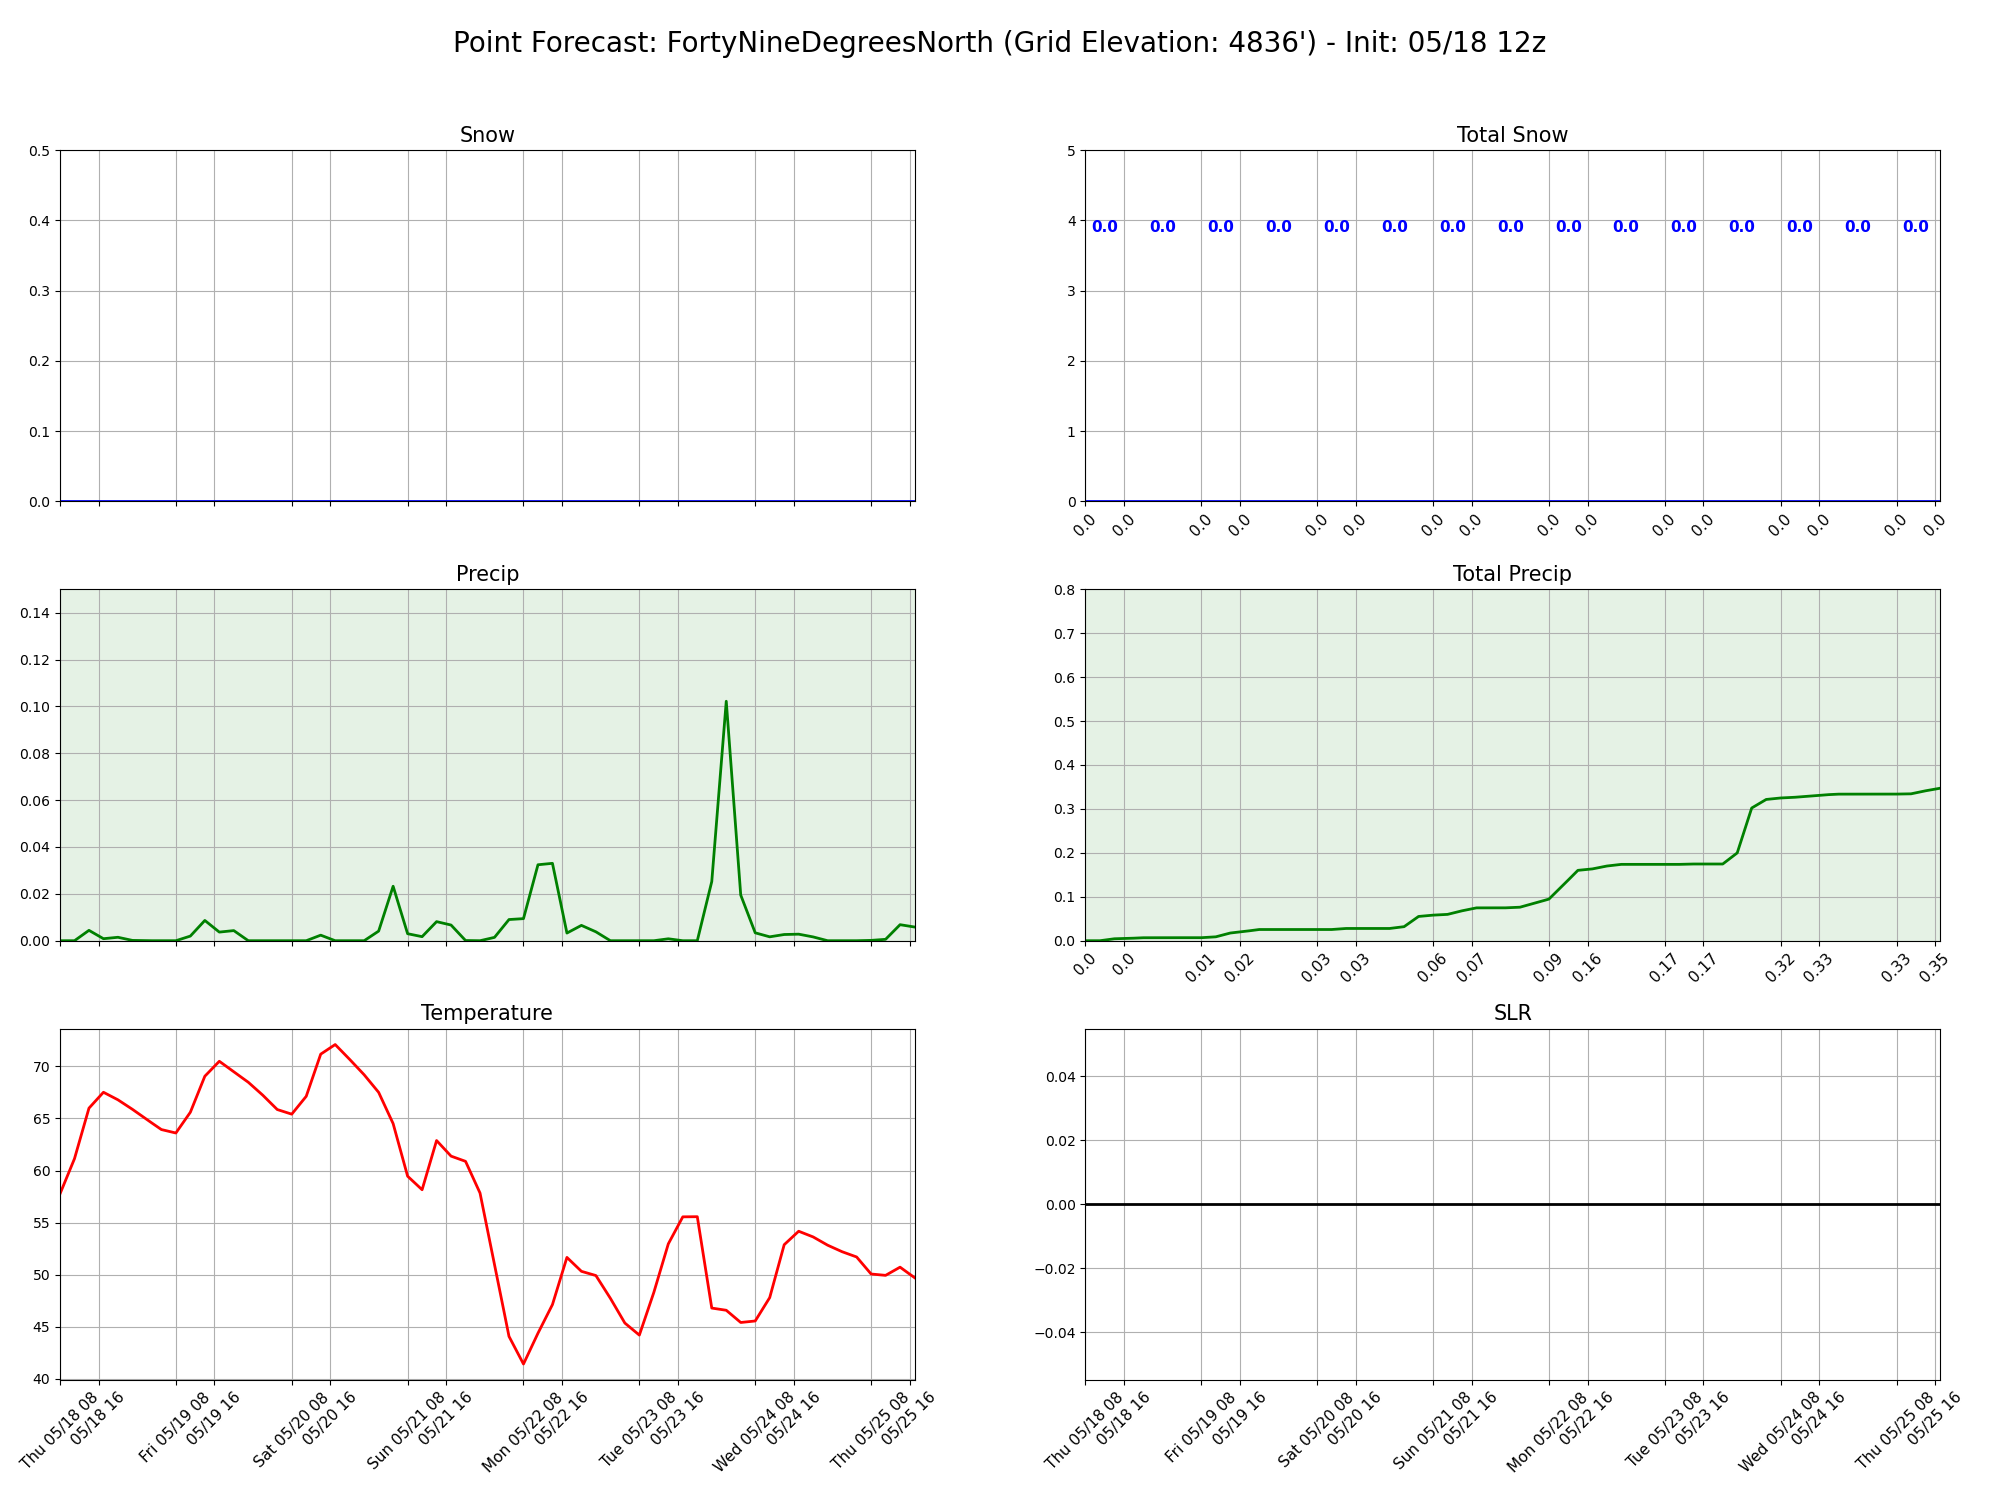 Point Forecast: FortyNineDegreesNorth (Grid Elevation: 4836') - Init: 05/18 12z
Snow
0.5
0.4
0.3
0.2
0.1
0.0
Total Snow
5
4
3
2
1
0
0.0 0.0 0.0 0.0 0.0 0.0 0.0 0.0 0.0 0.0 0.0 0.0 0.0 0.0 0.0
0.0 0.0 0.0 0.0 0.0 0.0 0.0 0.0 0.0 0.0 0.0 0.0 0.0 0.0 0.0 0.0
Precip
0.14
0.12
0.10
0.08
0.06
0.04
0.02
0.00
Total Precip
0.8
0.7
0.6
0.5
0.4
0.3
0.2
0.1
0.0
0.0 0.0 0.01 0.02 0.03 0.03 0.06 0.07 0.09 0.16 0.17 0.17 0.32 0.33 0.33 0.35
Temperature
70
65
60
55
50
45
40
Thu 05/18 08
05/18 16
Fri 05/19 08
05/19 16
Sat 05/20 08
05/20 16
Sun 05/21 08
05/21 16
Mon 05/22 08
05/22 16
Tue 05/23 08
05/23 16
Wed 05/24 08
05/24 16
Thu 05/25 08
05/25 16
SLR
0.04
0.02
0.00
−0.02
−0.04
Thu 05/18 08
05/18 16
Fri 05/19 08
05/19 16
Sat 05/20 08
05/20 16
Sun 05/21 08
05/21 16
Mon 05/22 08
05/22 16
Tue 05/23 08
05/23 16
Wed 05/24 08
05/24 16
Thu 05/25 08
05/25 16